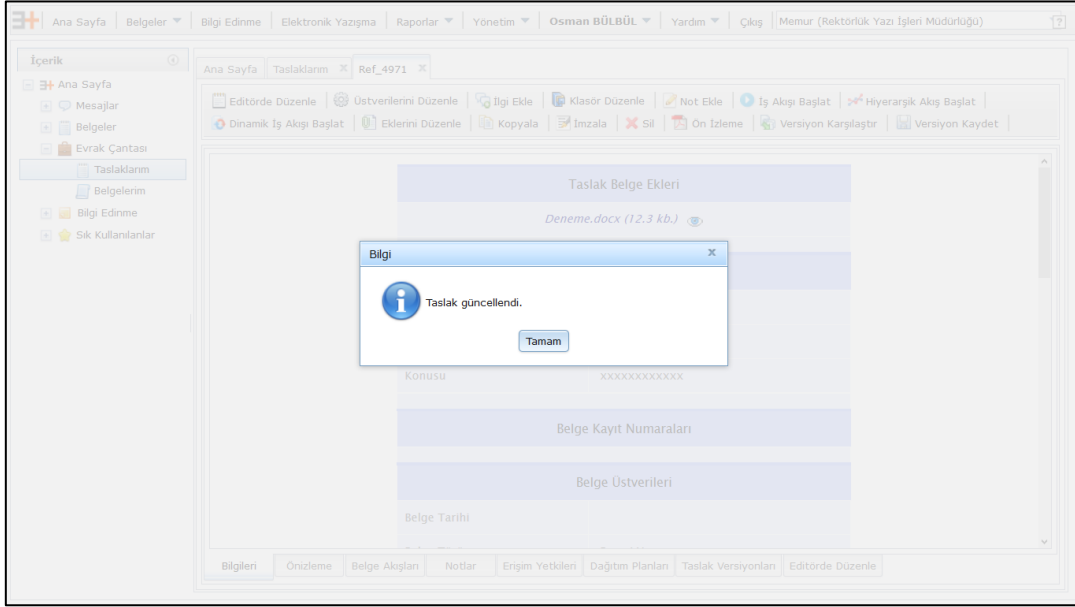 Ana Sayfa Belgeler Bilgi Edinme Elektronik Yazışma Raporlar Yönetim Osman BÜLBÜL Yardım Çıkış Memur (Rektörlük Yazı İşleri Müdürlüğü)
İçerik
Ana Sayfa
Mesajlar
Belgeler
Evrak Çantası
Taslaklarım
Belgelerim
Bilgi Edinme
Sık Kullanılanlar
Ana Sayfa Taslaklarım Ref_4971
Editörde Düzenle Üstverilerini Düzenle İlgi Ekle Klasör Düzenle Not Ekle İş Akışı Başlat Hiyerarşik Akış Başlat
Dinamik İş Akışı Başlat Eklerini Düzenle Kopyala İmzala Sil Ön İzleme Versiyon Karşılaştır Versiyon Kaydet
Taslak Belge Ekleri
Deneme.docx (12.3 kb.)
Bilgi
Taslak güncellendi.
Tamam
Konusu xxxxxxxxxxxx
Belge Kayıt Numaraları
Belge Üstverileri
Belge Tarihi
Bilgileri Önizleme Belge Akışları Notlar Erişim Yetkileri Dağıtım Planları Taslak Versiyonları Editörde Düzenle